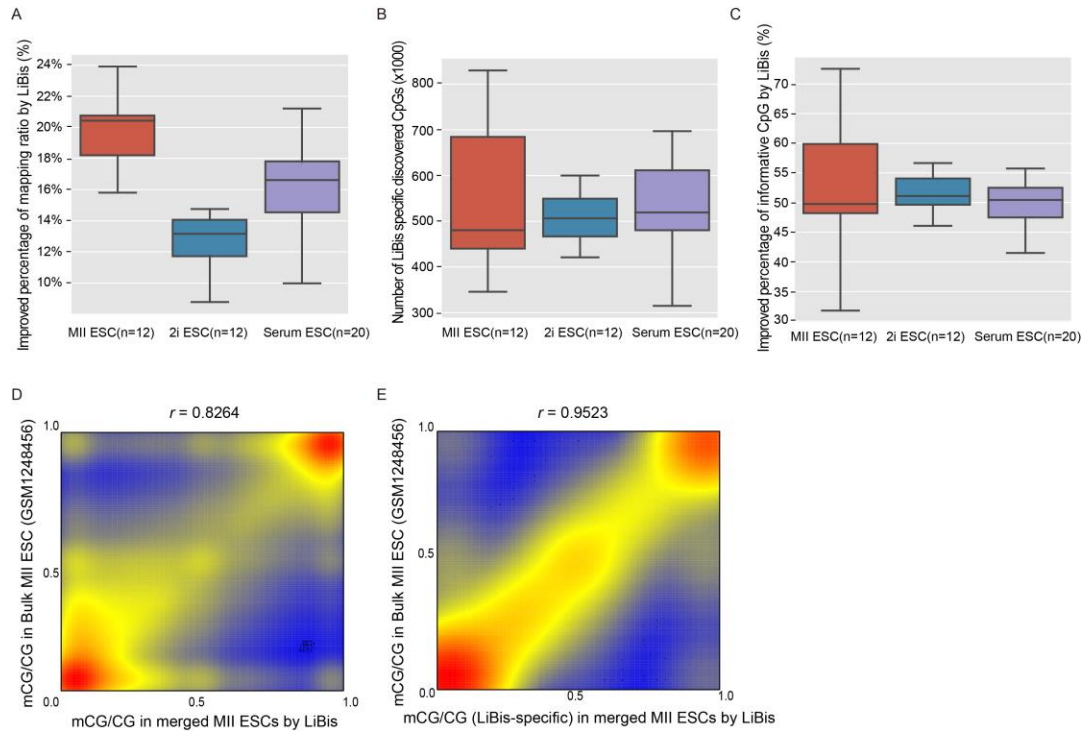 A
Improved percentage of mapping ratio by LiBis (%)
24%
22%
20%
18%
16%
14%
12%
10%
MII ESC(n=12)
2i ESC(n=12)
Serum ESC(n=20)
B
Number of LiBis specific discovered CpGs (x1000)
800
700
600
500
400
300
MII ESC(n=12)
2i ESC(n=12)
Serum ESC(n=20)
C
Improved percentage of informative CpG by LiBis (%)
70
65
60
55
50
45
40
35
30
MII ESC(n=12)
2i ESC(n=12)
Serum ESC(n=20)
D
r = 0.8264
mCG/CG in Bulk MII ESC (GSM1248456)
1.0
0.5
0.0
0.5
1.0
mCG/CG in merged MII ESCs by LiBis
E
r = 0.9523
mCG/CG in Bulk MII ESC (GSM1248456)
1.0
0.5
0.0
0.5
1.0
mCG/CG (LiBis-specific) in merged MII ESCs by LiBis